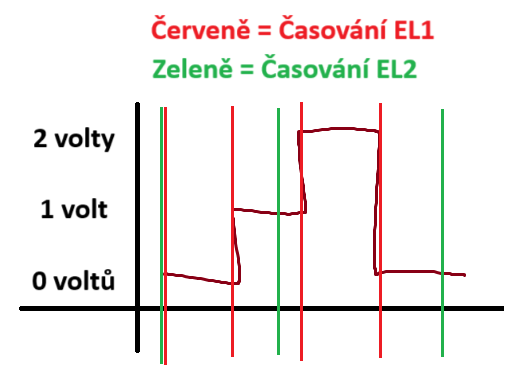 Červeně = Časování EL1
Zeleně = Časování EL2
2 volty
1 volt
0 voltů